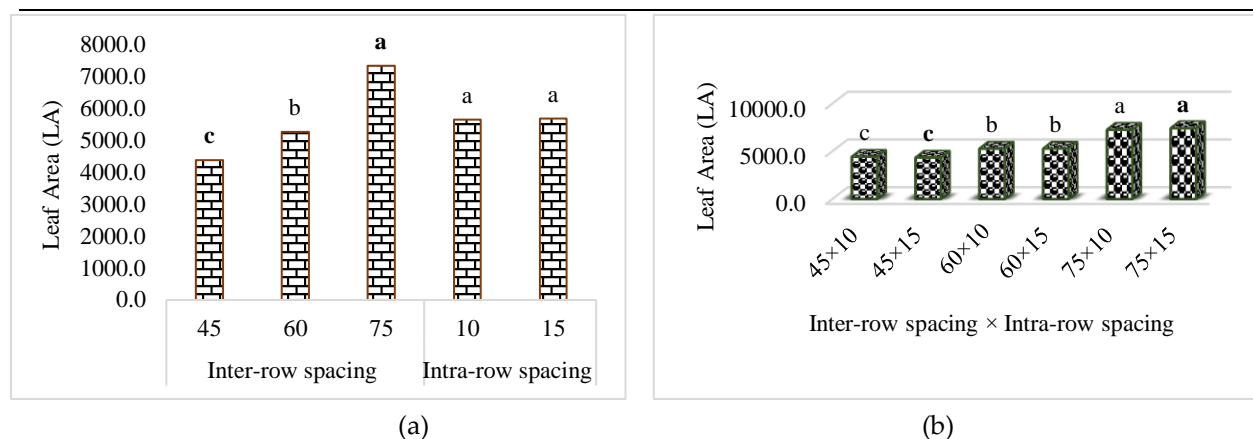 8000.0
7000.0
6000.0
5000.0
4000.0
3000.0
2000.0
1000.0
0.0
Leaf Area (LA)
c
b
a
a
a
45
60
75
10
15
Inter-row spacing
Intra-row spacing
(a)
10000.0
5000.0
0.0
Leaf Area (LA)
c
c
b
b
a
a
45×10
45×15
60×10
60×15
75×10
75×15
Inter-row spacing × Intra-row spacing
(b)